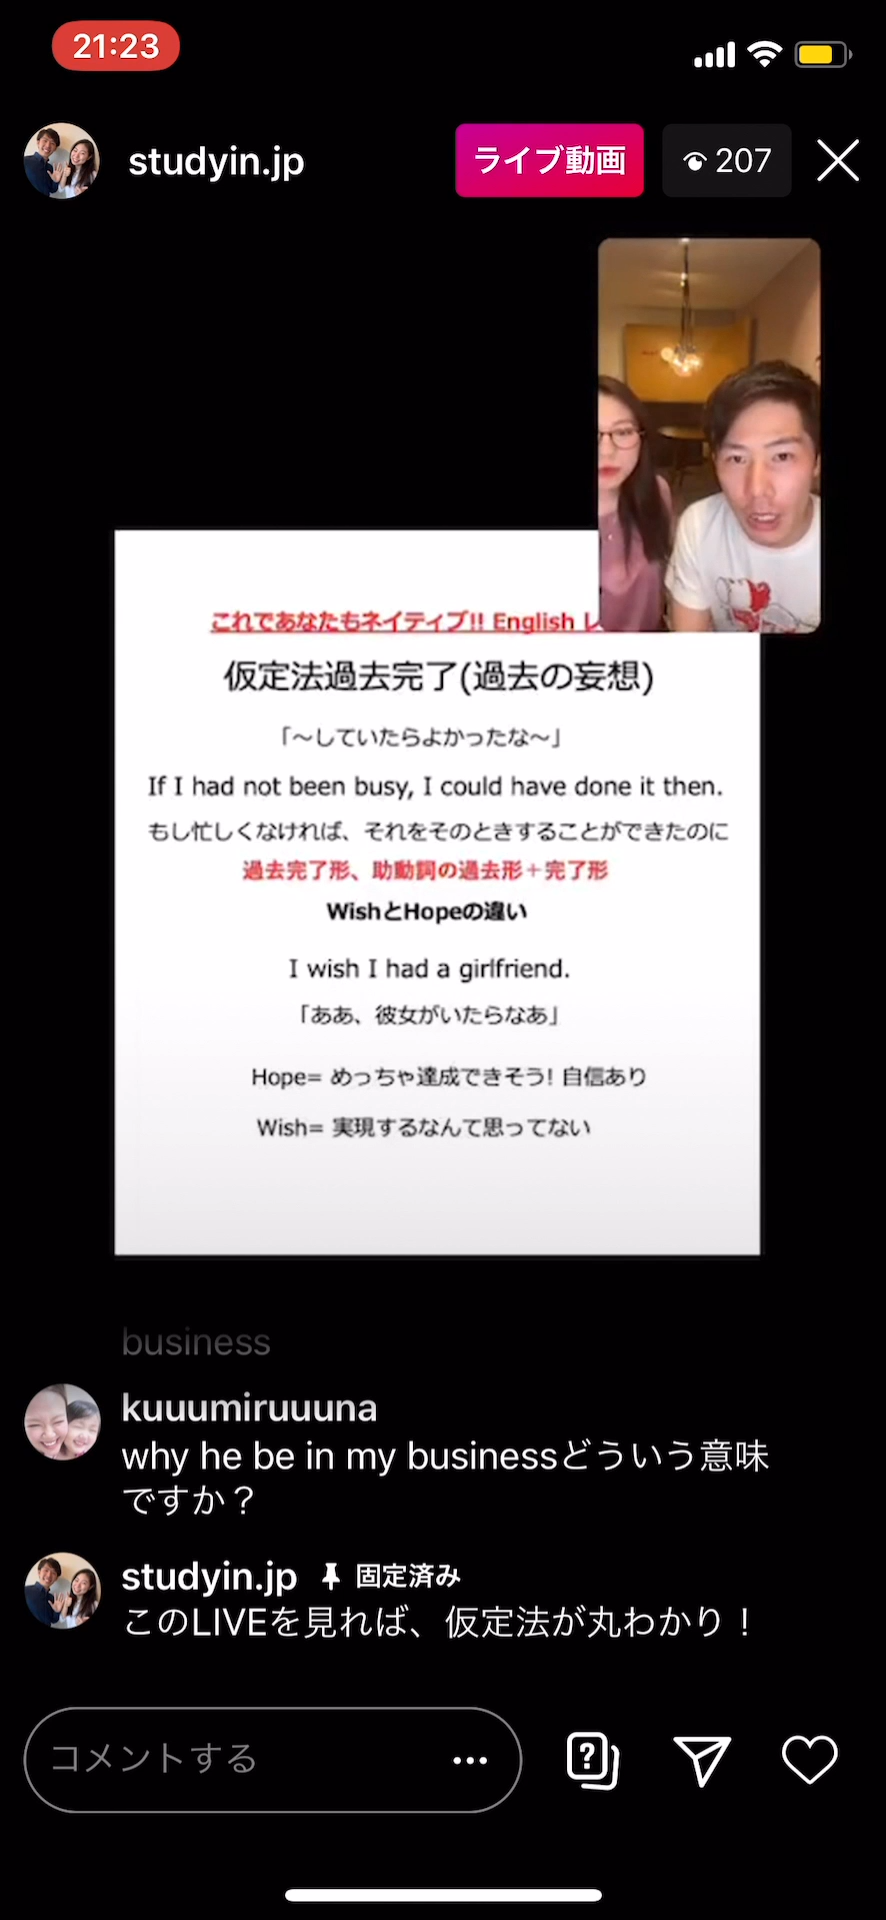 21:23
studyin.jp
ライブ動画
207
これであなたもネイティブ!! English レ
仮定法過去完了(過去の妄想)
「～していたらよかったな～」
If I had not been busy, I could have done it then.
もし忙しくなければ、それをそのときすることができたのに
過去完了形、助動詞の過去形＋完了形
WishとHopeの違い
I wish I had a girlfriend.
「ああ、彼女がいたらなあ」
Hope= めっちゃ達成できそう! 自信あり
Wish= 実現するなんて思ってない
business
kuuumiruuuna
why he be in my businessどういう意味
ですか？
studyin.jp 固定済み
このLIVEを見れば、仮定法が丸わかり！
コメントする